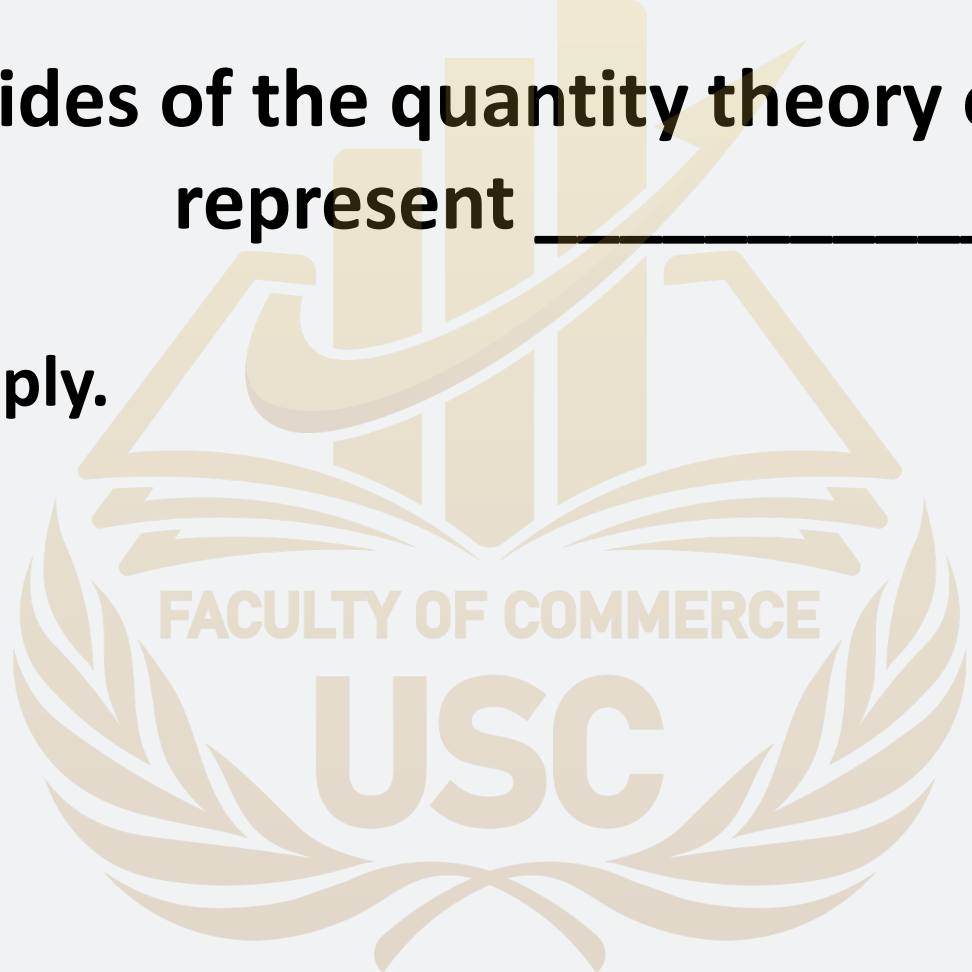 ides of the quantity theory
represent ____________
ply.
FACULTY OF COMMERCE
USC